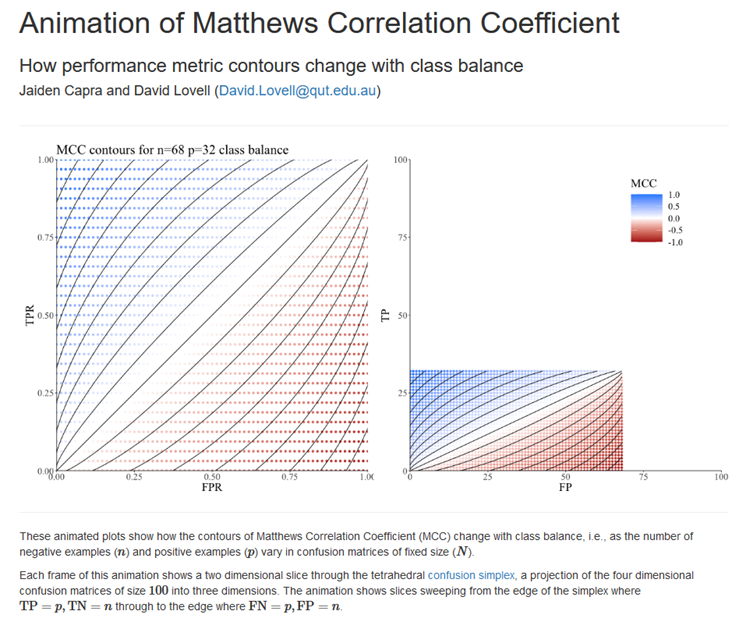 Animation of Matthews Correlation Coefficient
How performance metric contours change with class balance
Jaiden Capra and David Lovell (David.Lovell@qut.edu.au)
MCC contours for n=68 p=32 class balance
1.00
0.75
0.50
0.25
0.00
TPR
0.00 0.25 0.50 0.75 1.0
FPR
100
75
50
25
0
TP
0 25 50 75 100
FP
MCC
1.0
0.5
0.0
-0.5
-1.0
These animated plots show how the contours of Matthews Correlation Coefficient (MCC) change with class balance, i.e., as the number of
negative examples (n) and positive examples (p) vary in confusion matrices of fixed size (N).
Each frame of this animation shows a two dimensional slice through the tetrahedral confusion simplex, a projection of the four dimensional
confusion matrices of size 100 into three dimensions. The animation shows slices sweeping from the edge of the simplex where
TP = p, TN = n through to the edge where FN = p, FP = n.